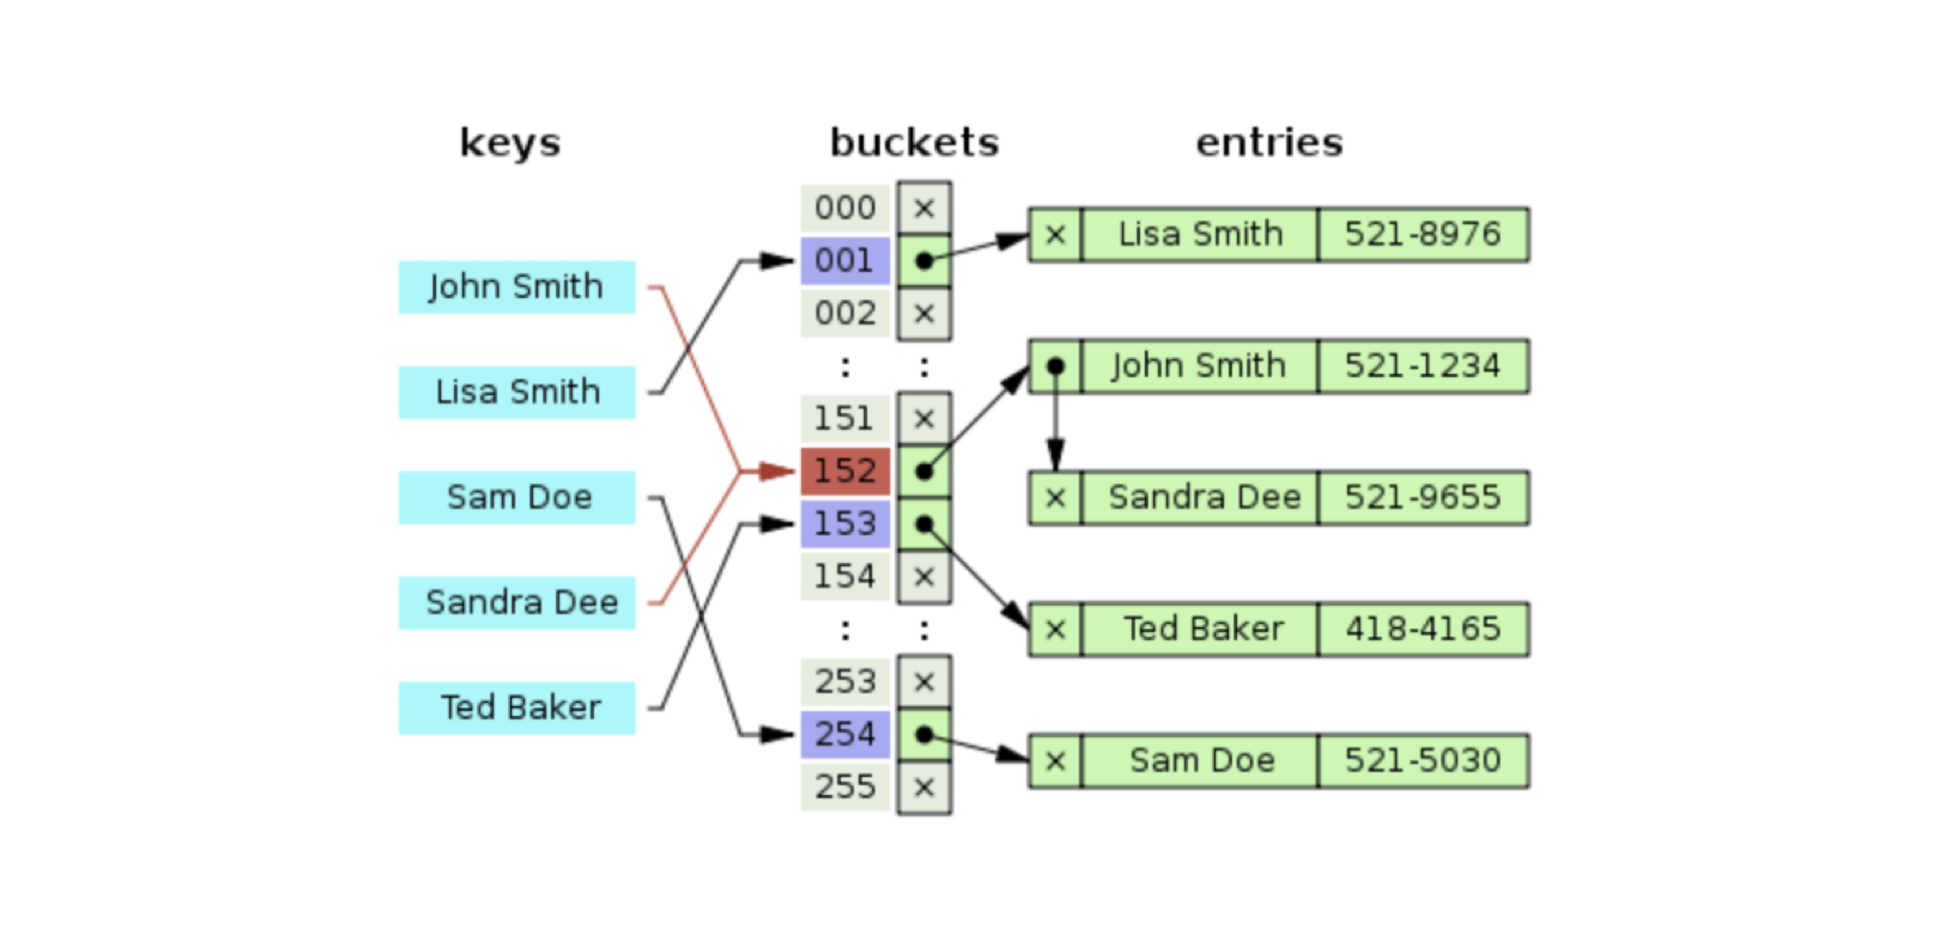 keys buckets entries
000 ×
Lisa Smith 001 × Lisa Smith 521-8976
John Smith
002 ×
: :
× John Smith 521-1234
151 ×
152
Sam Doe × Sandra Dee 521-9655
153
154 ×
Sandra Dee
: : × Ted Baker 418-4165
253 ×
Ted Baker
254 × Sam Doe 521-5030
255 ×